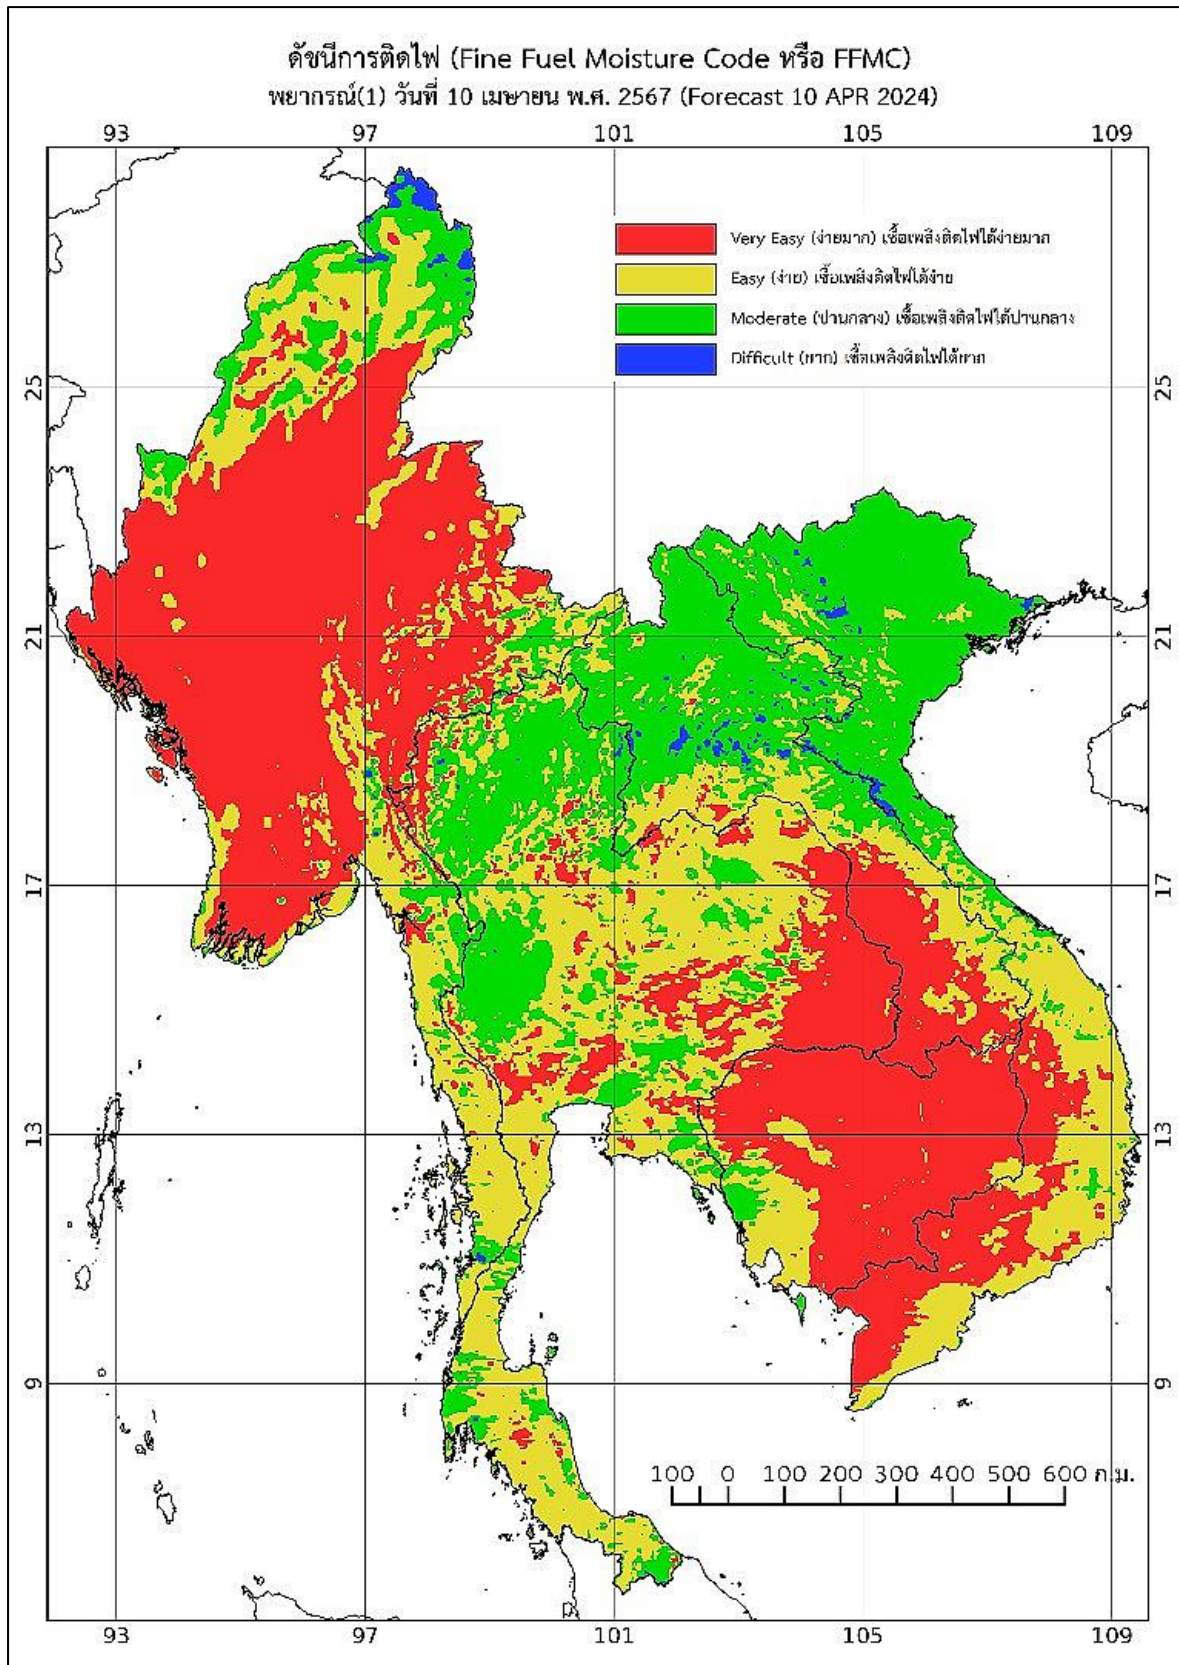 ดัชนีการติดไฟ (Fine Fuel Moisture Code หรือ FFMC)
พยากรณ์(1) วันที่ 10 เมษายน พ.ศ. 2567 (Forecast 10 APR 2024)
93 97 101 105 109
Very Easy (ง่ายมาก) เชื้อเพลิงติดไฟได้ง่ายมาก
Easy (ง่าย) เชื้อเพลิงติดไฟได้ง่าย
Moderate (ปานกลาง) เชื้อเพลิงติดไฟได้ปานกลาง
Difficult (ยาก) เชื้อเพลิงติดไฟได้ยาก
25 25
21 21
17 17
13 13
9 9
100 0 100 200 300 400 500 600 ก.ม.
93 97 101 105 109